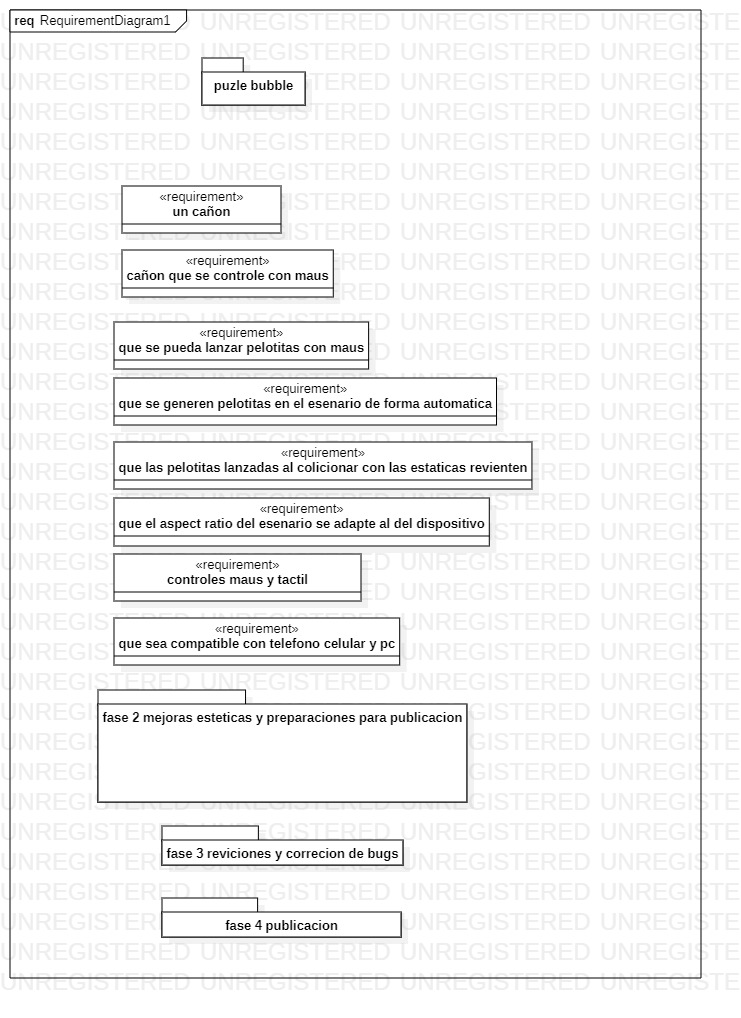 req RequirementDiagram1
puzle bubble
«requirement»
un cañon
«requirement»
cañon que se controle con maus
«requirement»
que se pueda lanzar pelotitas con maus
«requirement»
que se generen pelotitas en el esenario de forma automatica
«requirement»
que las pelotitas lanzadas al colicionar con las estaticas revienten
«requirement»
que el aspect ratio del esenario se adapte al del dispositivo
«requirement»
controles maus y tactil
«requirement»
que sea compatible con telefono celular y pc
fase 2 mejoras esteticas y preparaciones para publicacion
fase 3 reviciones y correcion de bugs
fase 4 publicacion
UNREGISTERED